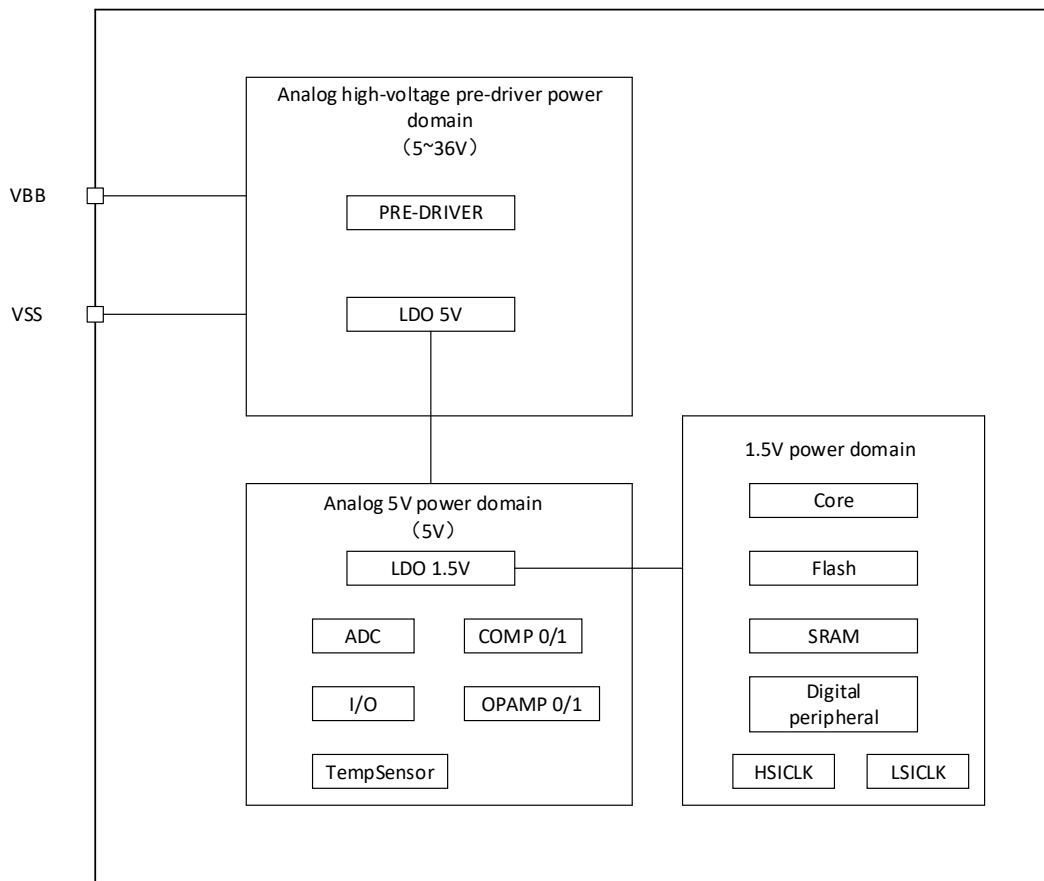 Analog high-voltage pre-driver power
domain
（5~36V）
VBB
PRE-DRIVER
VSS
LDO 5V
1.5V power domain
Core
Flash
SRAM
Digital
peripheral
HSICLK
LSICLK
Analog 5V power domain
（5V）
LDO 1.5V
ADC
COMP 0/1
I/O
OPAMP 0/1
TempSensor